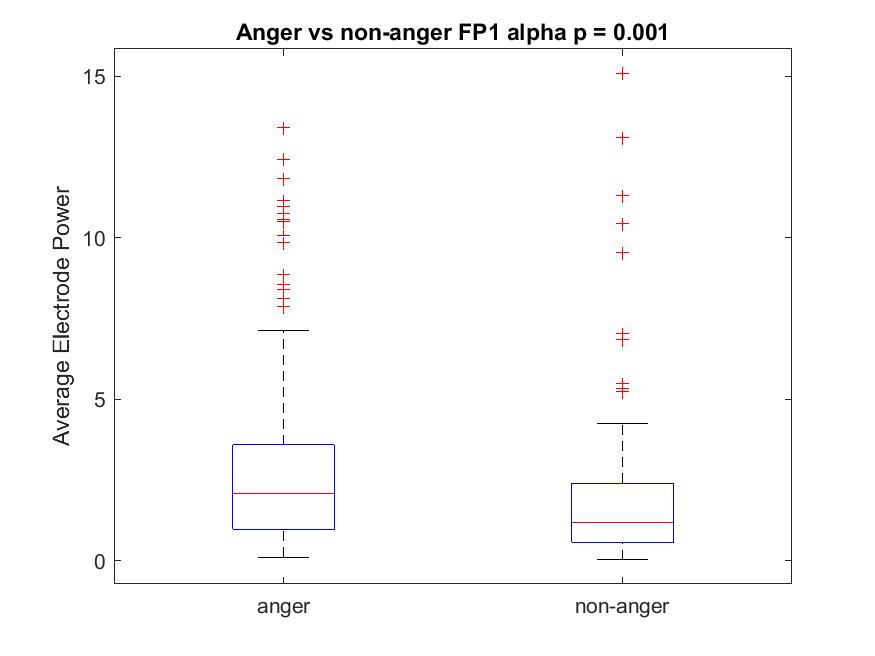 Anger vs non-anger FP1 alpha p = 0.001
15
10
5
0
Average Electrode Power
anger
non-anger